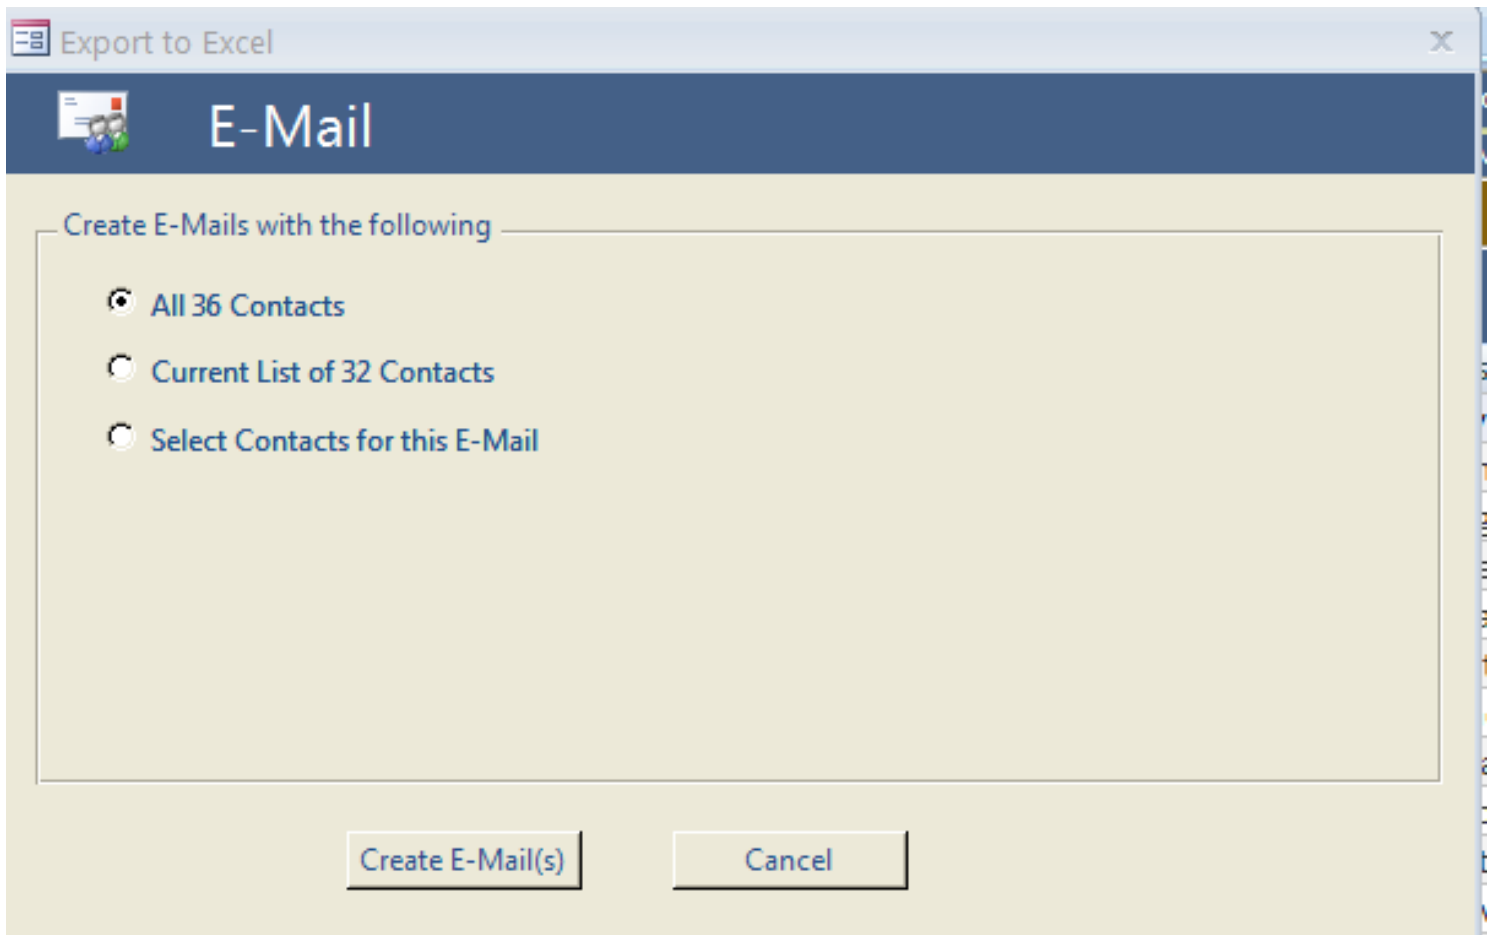 Export to Excel
E-Mail
Create E-Mails with the following
All 36 Contacts
Current List of 32 Contacts
Select Contacts for this E-Mail
Create E-Mail(s)
Cancel